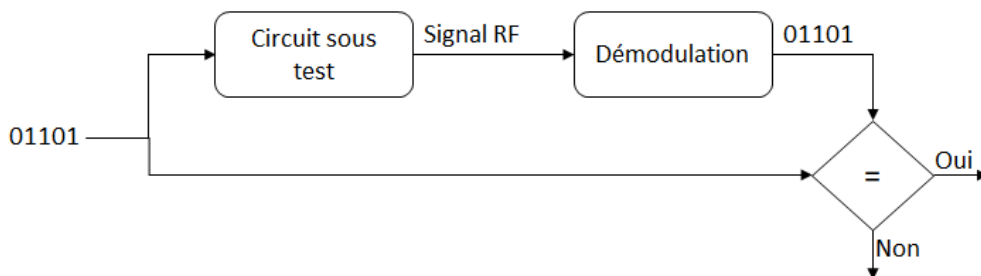 Circuit sous
test
Signal RF
Démodulation
01101
01101
=
Oui
Non